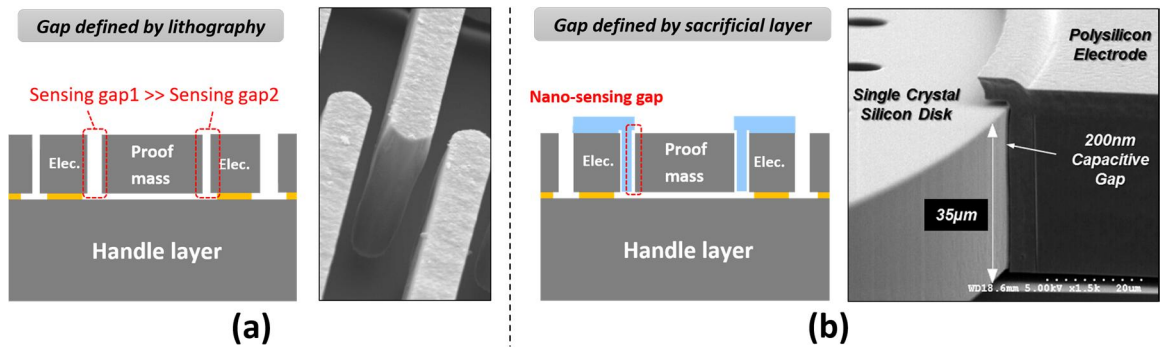 Gap defined by lithography
Sensing gap1 >> Sensing gap2
Elec.
Proof
mass
Elec.
Handle layer
(a)
Gap defined by sacrificial layer
Nano-sensing gap
Elec.
Proof
mass
Elec.
Handle layer
Polysilicon
Electrode
Single Crystal
Silicon Disk
200nm
Capacitive
Gap
35µm
WD18.6mm 5.00kV x1.5k 20um
(b)